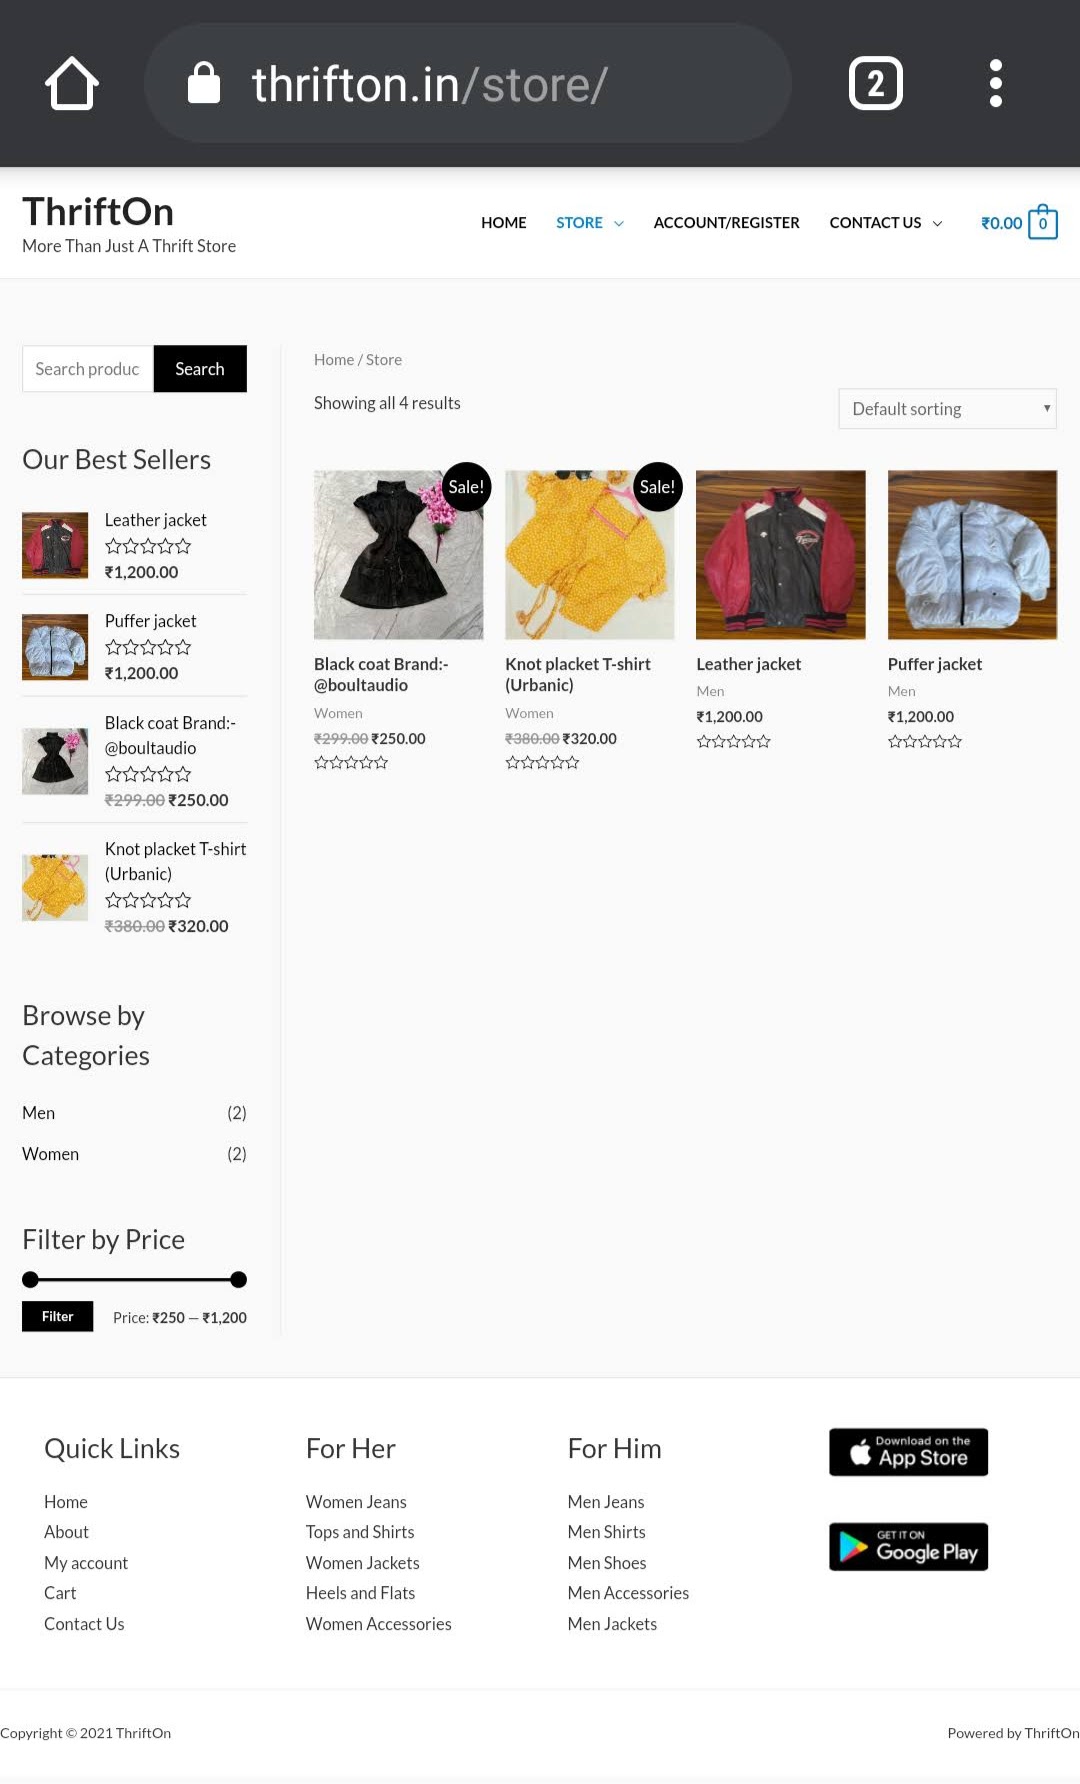 thrifton.in/store/
2
ThriftOn
More Than Just A Thrift Store
HOME
STORE
ACCOUNT/REGISTER
CONTACT US
₹0.00
0
Search produc
Search
Our Best Sellers
Leather jacket
₹1,200.00
Puffer jacket
₹1,200.00
Black coat Brand:-
@boultaudio
₹299.00 ₹250.00
Knot placket T-shirt
(Urbanic)
₹380.00 ₹320.00
Browse by
Categories
Men (2)
Women (2)
Filter by Price
Filter
Price: ₹250 — ₹1,200
Home / Store
Showing all 4 results
Default sorting
Sale!
Black coat Brand:-
@boultaudio
Women
₹299.00 ₹250.00
Sale!
Knot placket T-shirt
(Urbanic)
Women
₹380.00 ₹320.00
Leather jacket
Men
₹1,200.00
Puffer jacket
Men
₹1,200.00
Quick Links
Home
About
My account
Cart
Contact Us
For Her
Women Jeans
Tops and Shirts
Women Jackets
Heels and Flats
Women Accessories
For Him
Men Jeans
Men Shirts
Men Shoes
Men Accessories
Men Jackets
Download on the
App Store
GET IT ON
Google Play
Copyright © 2021 ThriftOn
Powered by ThriftOn